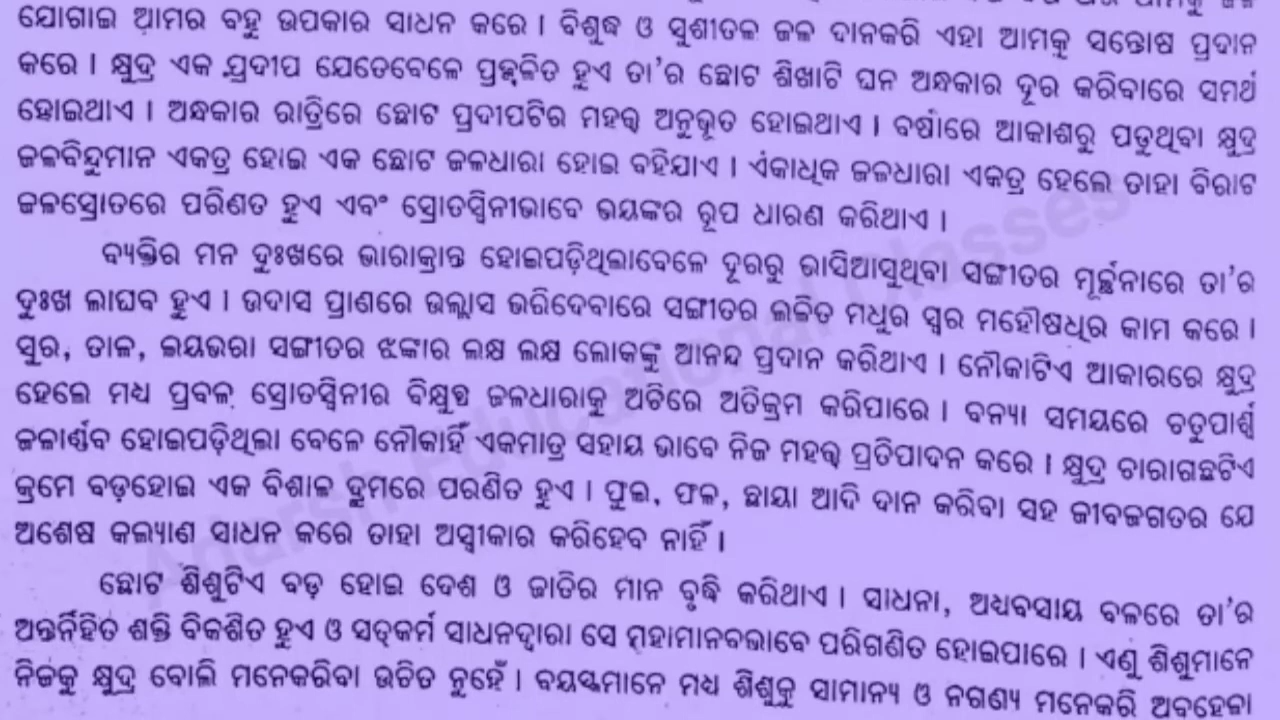 ଯୋଗାଇ ଆମର ବହୁ ଉପକାର ସାଧନ କରେ । ବିଶୁଦ୍ଧ ଓ ସୁଶୀତଳ ଜଳ ଦାନକରି ଏହା ଆମକୁ ସନ୍ତୋଷ ପ୍ରଦାନ
କରେ । କ୍ଷୁଦ୍ର ଏକ ପ୍ରଦୀପ ଯେତେବେଳେ ପ୍ରଜ୍ଜ୍ୱଳିତ ହୁଏ ତା'ର ଛୋଟ ଶିଖାଟି ଘନ ଅନ୍ଧକାର ଦୂର କରିବାରେ ସମର୍ଥ
ହୋଇଥାଏ । ଅନ୍ଧକାର ରାତ୍ରିରେ ଛୋଟ ପ୍ରଦୀପଟିର ମହତ୍ତ୍ୱ ଅନୁଭୂତ ହୋଇଥାଏ । ବର୍ଷାରେ ଆକାଶରୁ ପଡୁଥିବା କ୍ଷୁଦ୍ର
ଜଳବିନ୍ଦୁମାନ ଏକତ୍ର ହୋଇ ଏକ ଛୋଟ ଜଳଧାରା ହୋଇ ବହିଯାଏ । ଏକାଧିକ ଜଳଧାରା ଏକତ୍ର ହେଲେ ତାହା ବିରାଟ
ଜଳସ୍ରୋତରେ ପରିଣତ ହୁଏ ଏବଂ ସ୍ରୋତସ୍ୱିନୀଭାବେ ଭୟଙ୍କର ରୂପ ଧାରଣ କରିଥାଏ ।
ବ୍ୟକ୍ତିର ମନ ଦୁଃଖରେ ଭାରାକ୍ରାନ୍ତ ହୋଇପଡ଼ିଥିଲାବେଳେ ଦୂରରୁ ଭାସିଆସୁଥିବା ସଙ୍ଗୀତର ମୂର୍ଚ୍ଛନାରେ ତା'ର
ଦୁଃଖ ଲାଘବ ହୁଏ । ଉଦାସ ପ୍ରାଣରେ ଉଲ୍ଲାସ ଭରିଦେବାରେ ସଙ୍ଗୀତର ଲଳିତ ମଧୁର ସ୍ୱର ମହୌଷଧିର କାମ କରେ ।
ସୁର, ତାଳ, ଲୟଭରା ସଙ୍ଗୀତର ଝଙ୍କାର ଲକ୍ଷ ଲକ୍ଷ ଲୋକଙ୍କୁ ଆନନ୍ଦ ପ୍ରଦାନ କରିଥାଏ । ନୌକାଟିଏ ଆକାରରେ କ୍ଷୁଦ୍ର
ହେଲେ ମଧ୍ୟ ପ୍ରବଳ ସ୍ରୋତସ୍ୱିନୀର ବିକ୍ଷୁବ୍ଧ ଜଳଧାରାକୁ ଅଚିରେ ଅତିକ୍ରମ କରିପାରେ । ବନ୍ୟା ସମୟରେ ଚତୁପାର୍ଶ୍ୱ
ଜଳାର୍ଣ୍ଣବ ହୋଇପଡ଼ିଥିଲା ବେଳେ ନୌକାହିଁ ଏକମାତ୍ର ସହାୟ ଭାବେ ନିଜ ମହତ୍ତ୍ୱ ପ୍ରତିପାଦନ କରେ । କ୍ଷୁଦ୍ର ଚାରାଗଛଟିଏ
କ୍ରମେ ବଡ଼ହୋଇ ଏକ ବିଶାଳ ଦ୍ରୁମରେ ପରଣିତ ହୁଏ । ଫୁଲ, ଫଳ, ଛାୟା ଆଦି ଦାନ କରିବା ସହ ଜୀବଜଗତର ଯେ
ଅଶେଷ କଲ୍ୟାଣ ସାଧନ କରେ ତାହା ଅସ୍ୱୀକାର କରିହେବ ନାହିଁ ।
ଛୋଟ ଶିଶୁଟିଏ ବଡ଼ ହୋଇ ଦେଶ ଓ ଜାତିର ମାନ ବୃଦ୍ଧି କରିଥାଏ । ସାଧନା, ଅଧ୍ୟବସାୟ ବଳରେ ତା'ର
ଅନ୍ତର୍ନିହିତ ଶକ୍ତି ବିକଶିତ ହୁଏ ଓ ସତ୍‌କର୍ମ ସାଧନଦ୍ୱାରା ସେ ମହାମାନବଭାବେ ପରିଗଣିତ ହୋଇପାରେ । ଏଣୁ ଶିଶୁମାନେ
ନିଜକୁ କ୍ଷୁଦ୍ର ବୋଲି ମନେକରିବା ଉଚିତ ନୁହେଁ । ବୟସ୍କମାନେ ମଧ୍ୟ ଶିଶୁକୁ ସାମାନ୍ୟ ଓ ନଗଣ୍ୟ ମନେକରି ଅବହେଳା
Adarsh Educational Classes